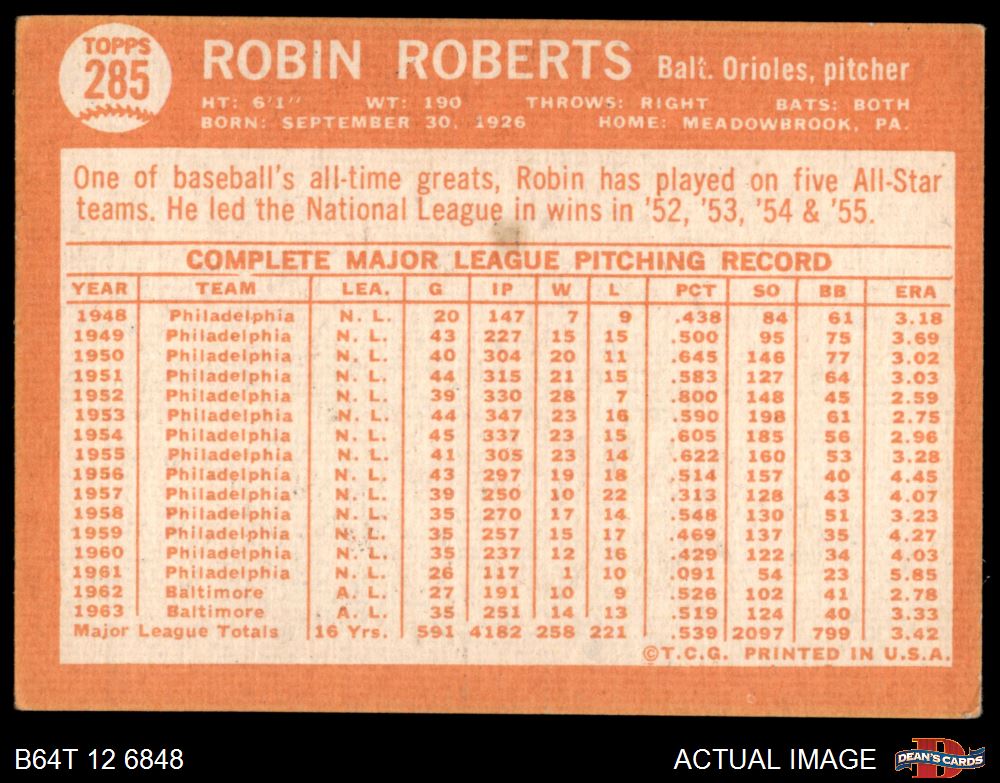 TOPPS
285
ROBIN ROBERTS Balt. Orioles, pitcher
HT: 6'1" WT: 190 THROWS: RIGHT BATS: BOTH
BORN: SEPTEMBER 30, 1926 HOME: MEADOWBROOK, PA.
One of baseball's all-time greats, Robin has played on five All-Star
teams. He led the National League in wins in '52, '53, '54 & '55.
COMPLETE MAJOR LEAGUE PITCHING RECORD
YEAR TEAM LEA. G IP W L PCT SO BB ERA
1948 Philadelphia N. L. 20 147 7 9 .438 84 61 3.18
1949 Philadelphia N. L. 43 227 15 15 .500 95 75 3.69
1950 Philadelphia N. L. 40 304 20 11 .645 146 77 3.02
1951 Philadelphia N. L. 44 315 21 15 .583 127 64 3.03
1952 Philadelphia N. L. 39 330 28 7 .800 148 45 2.59
1953 Philadelphia N. L. 44 347 23 16 .590 198 61 2.75
1954 Philadelphia N. L. 45 337 23 15 .605 185 56 2.96
1955 Philadelphia N. L. 41 305 23 14 .622 160 53 3.28
1956 Philadelphia N. L. 43 297 19 18 .514 157 40 4.45
1957 Philadelphia N. L. 39 250 10 22 .313 128 43 4.07
1958 Philadelphia N. L. 35 270 17 14 .548 130 51 3.23
1959 Philadelphia N. L. 35 257 15 17 .469 137 35 4.27
1960 Philadelphia N. L. 35 237 12 16 .429 122 34 4.03
1961 Philadelphia N. L. 26 117 1 10 .091 54 23 5.85
1962 Baltimore A. L. 27 191 10 9 .526 102 41 2.78
1963 Baltimore A. L. 35 251 14 13 .519 124 40 3.33
Major League Totals 16 Yrs. 591 4182 258 221 .539 2097 799 3.42
©T.C.G. PRINTED IN U.S.A.
B64T 12 6848 ACTUAL IMAGE D DEAN'S CARDS